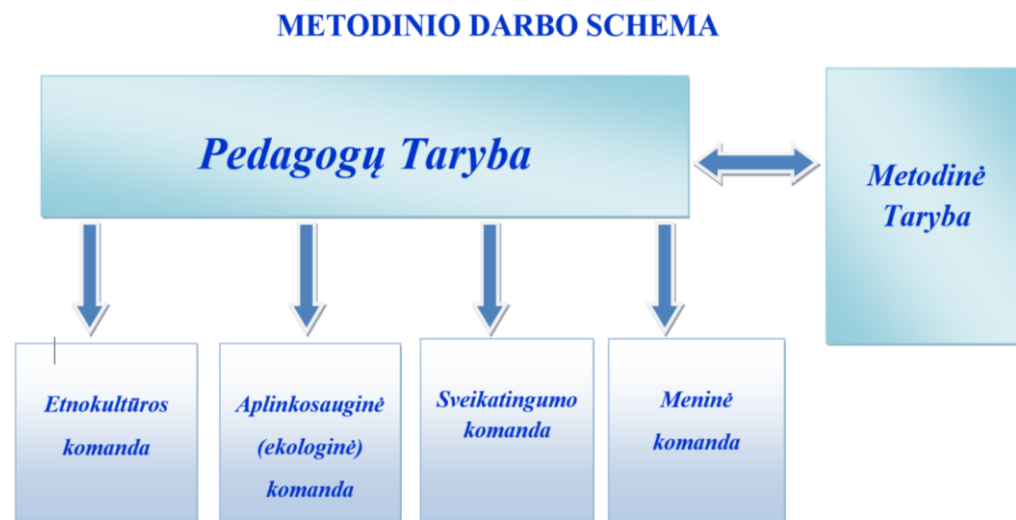 METODINIO DARBO SCHEMA
Pedagogų Taryba
Metodinė
Taryba
Etnokultūros
komanda
Aplinkosauginė
(ekologinė)
komanda
Sveikatingumo
komanda
Meninė
komanda